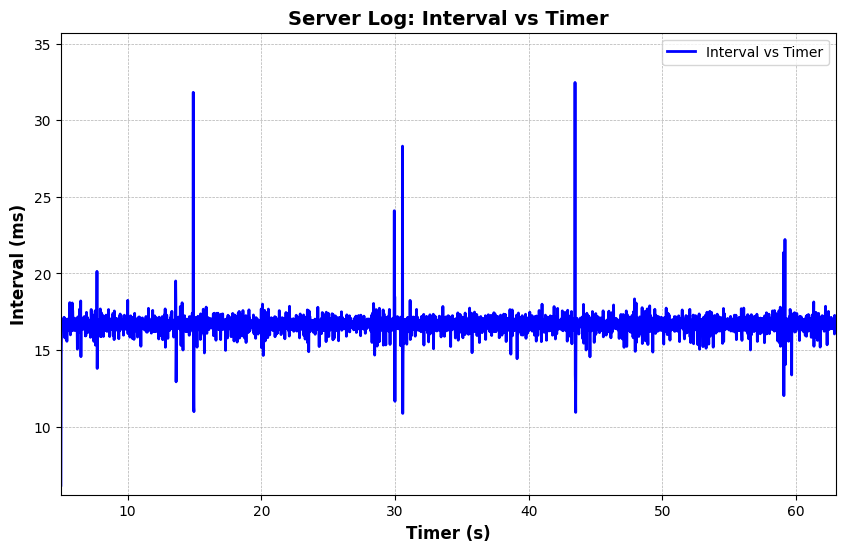 Server Log: Interval vs Timer
Interval vs Timer
35
30
25
20
15
10
Interval (ms)
10 20 30 40 50 60
Timer (s)